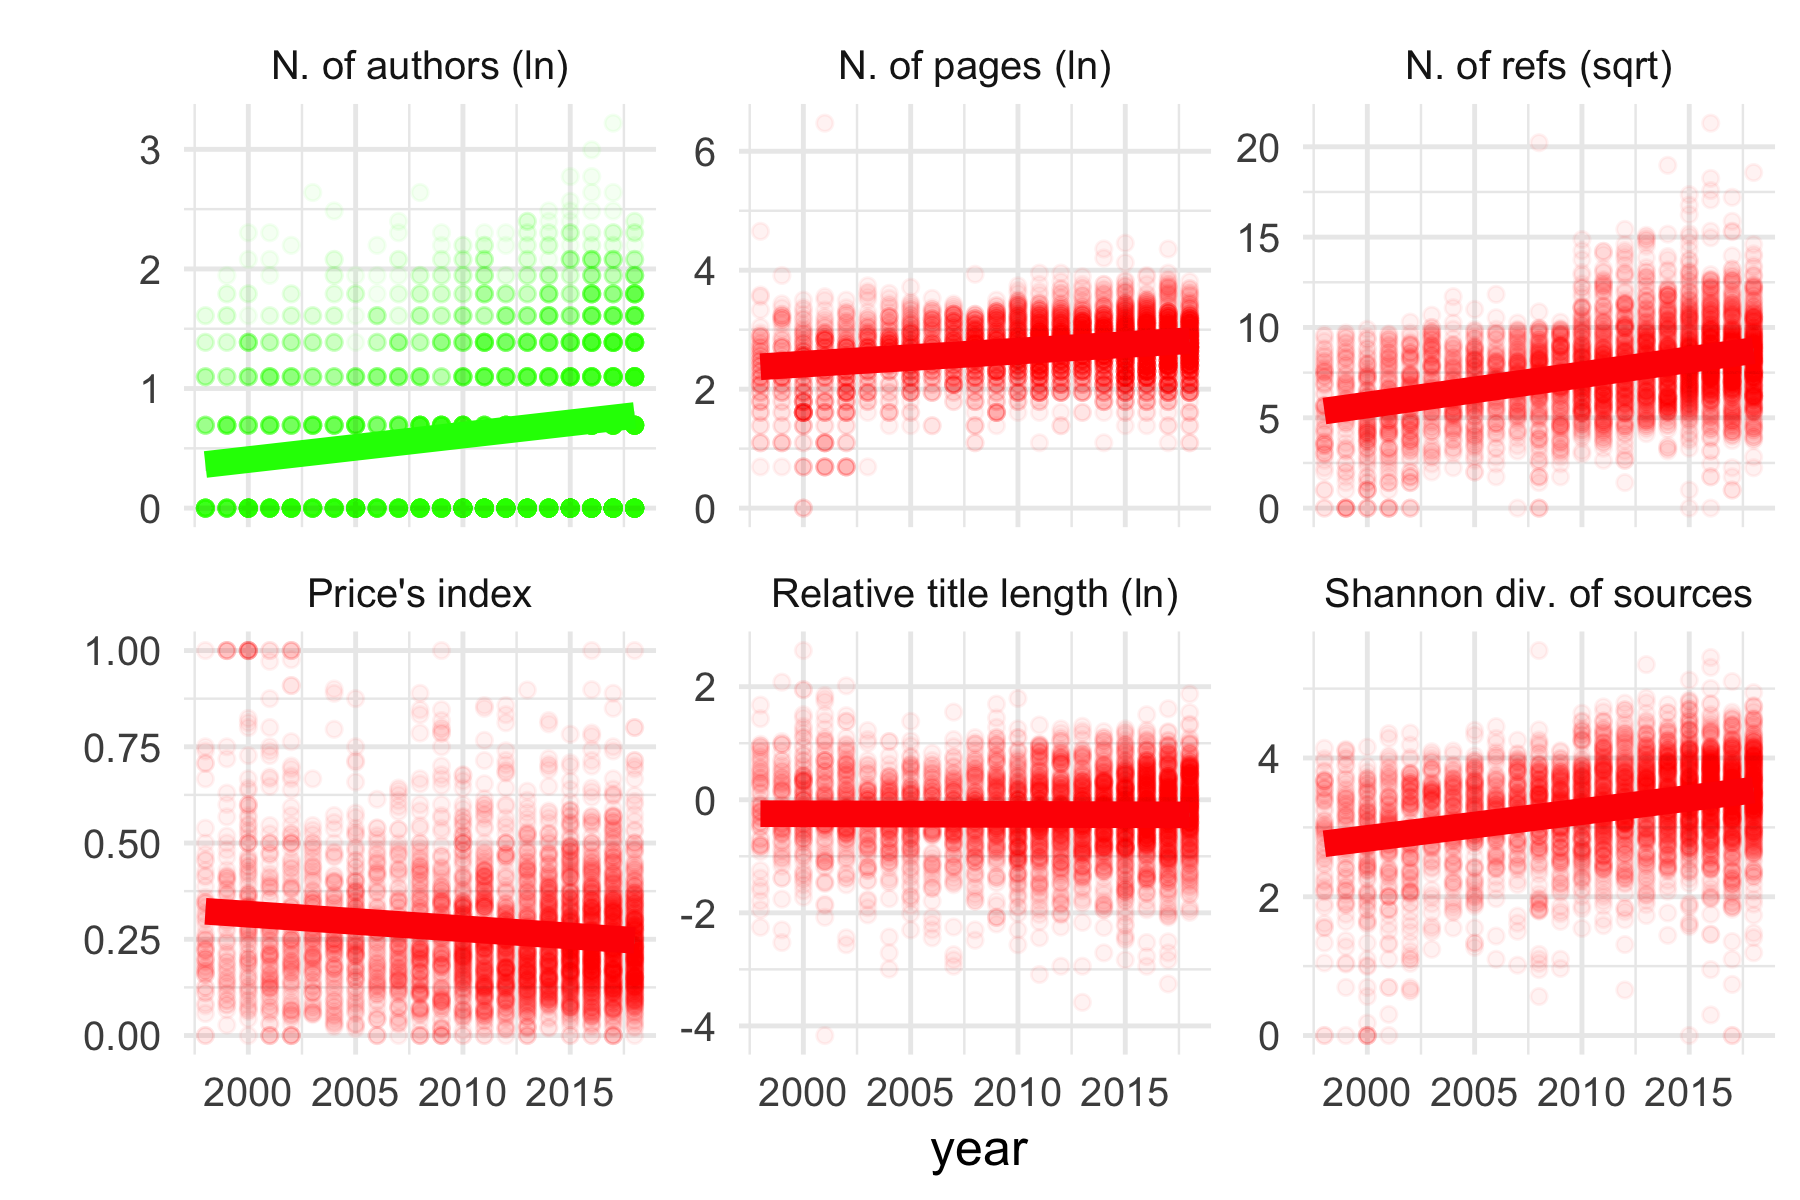 N. of authors (ln)
N. of pages (ln)
N. of refs (sqrt)
3
2
1
0
6
4
2
0
20
15
10
5
0
Price's index
Relative title length (ln)
Shannon div. of sources
1.00
0.75
0.50
0.25
0.00
2
0
-2
-4
4
2
0
2000 2005 2010 2015
2000 2005 2010 2015
2000 2005 2010 2015
year